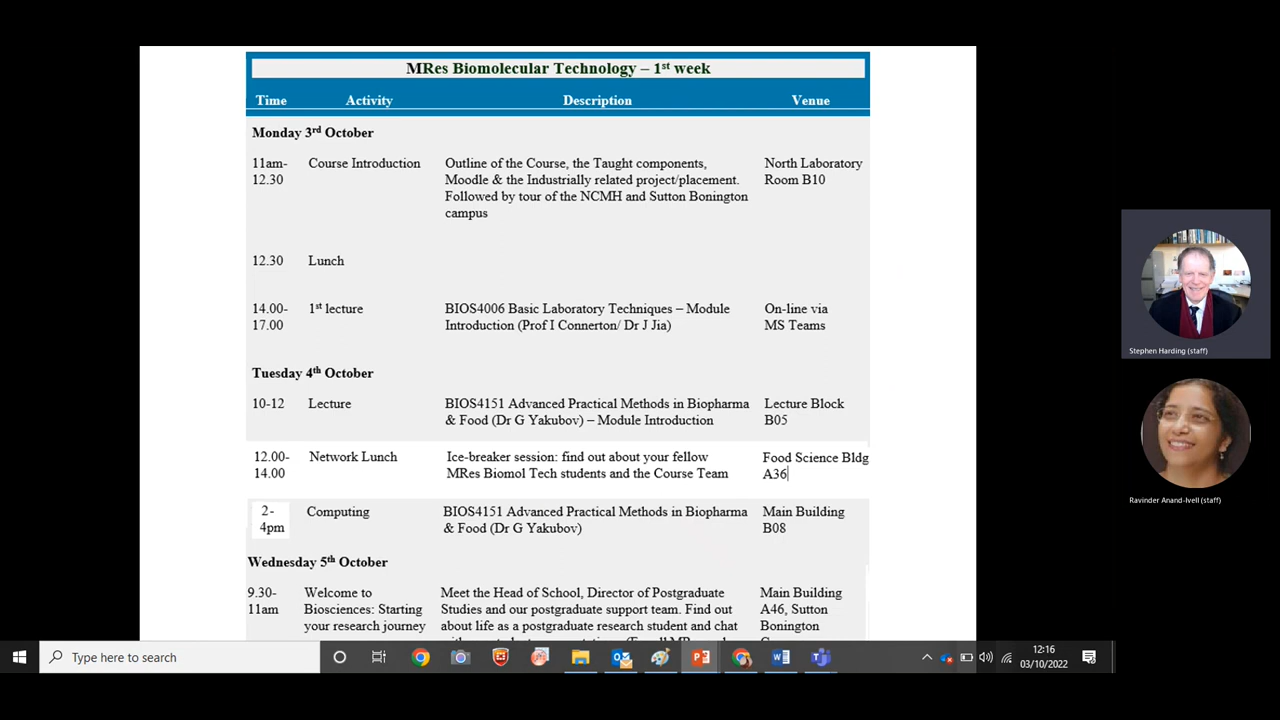 MRes Biomolecular Technology – 1st week
Time Activity Description Venue
Monday 3rd October
11am- Course Introduction Outline of the Course, the Taught components, North Laboratory
12.30 Moodle & the Industrially related project/placement. Room B10
Followed by tour of the NCMH and Sutton Bonington
campus
12.30 Lunch
14.00- 1st lecture BIOS4006 Basic Laboratory Techniques – Module On-line via
17.00 Introduction (Prof I Connerton/ Dr J Jia) MS Teams
Tuesday 4th October
10-12 Lecture BIOS4151 Advanced Practical Methods in Biopharma Lecture Block
& Food (Dr G Yakubov) – Module Introduction B05
12.00- Network Lunch Ice-breaker session: find out about your fellow Food Science Bldg
14.00 MRes Biomol Tech students and the Course Team A36
2- Computing BIOS4151 Advanced Practical Methods in Biopharma Main Building
4pm & Food (Dr G Yakubov) B08
Wednesday 5th October
9.30- Welcome to Meet the Head of School, Director of Postgraduate Main Building
11am Biosciences: Starting Studies and our postgraduate support team. Find out A46, Sutton
your research journey about life as a postgraduate research student and chat Bonington
Stephen Harding (staff)
Ravinder Anand-Ivell (staff)
Type here to search
12:16
03/10/2022